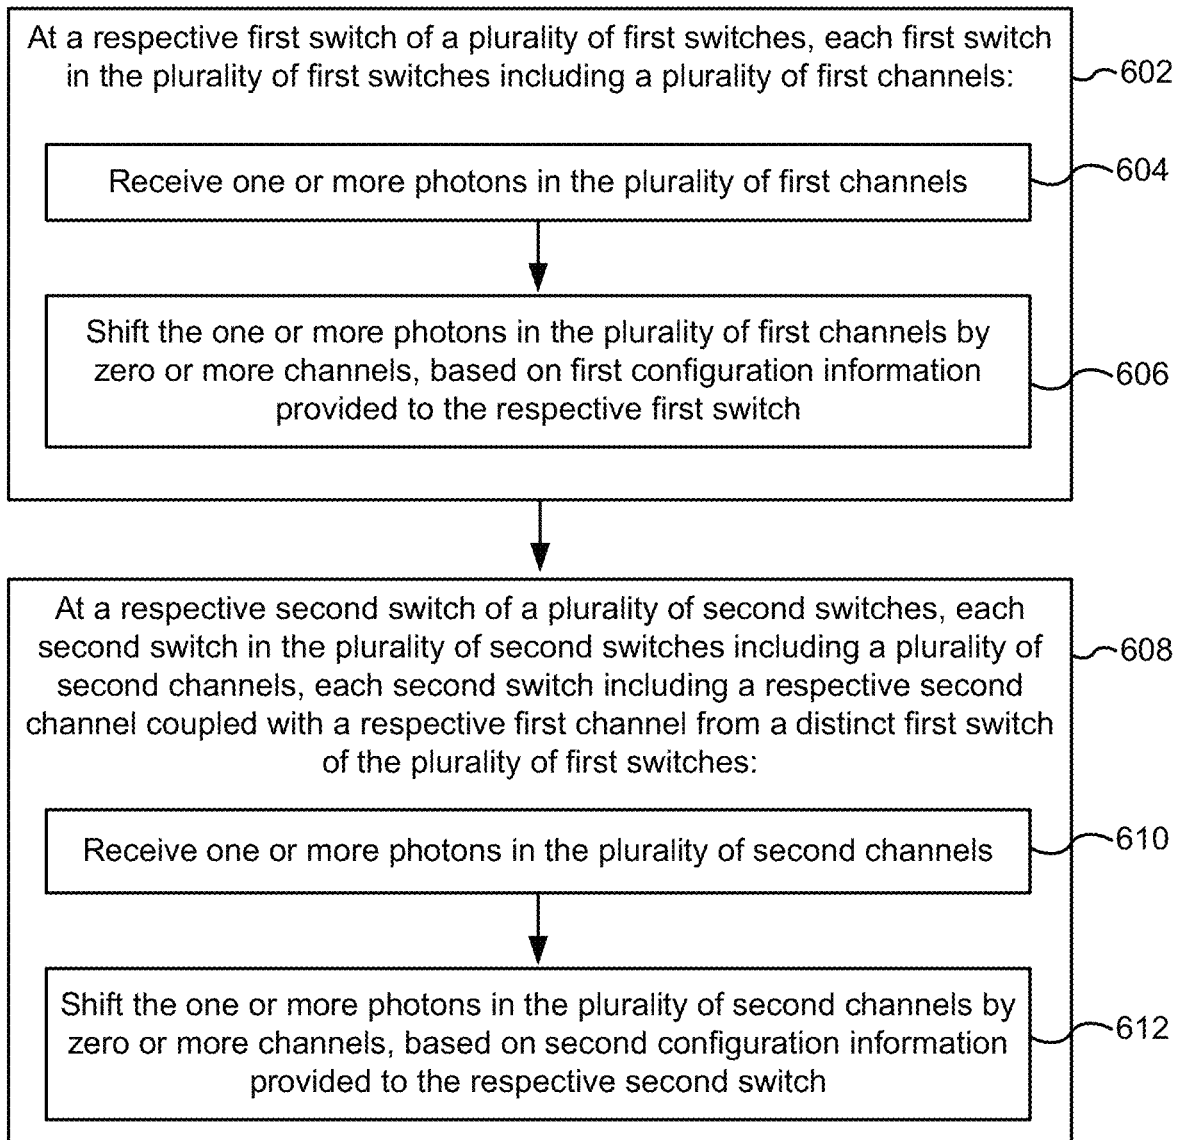 At a respective first switch of a plurality of first switches, each first switch
in the plurality of first switches including a plurality of first channels:
602
Receive one or more photons in the plurality of first channels
604
Shift the one or more photons in the plurality of first channels by
zero or more channels, based on first configuration information
provided to the respective first switch
606
At a respective second switch of a plurality of second switches, each
second switch in the plurality of second switches including a plurality of
second channels, each second switch including a respective second
channel coupled with a respective first channel from a distinct first switch
of the plurality of first switches:
608
Receive one or more photons in the plurality of second channels
610
Shift the one or more photons in the plurality of second channels by
zero or more channels, based on second configuration information
provided to the respective second switch
612